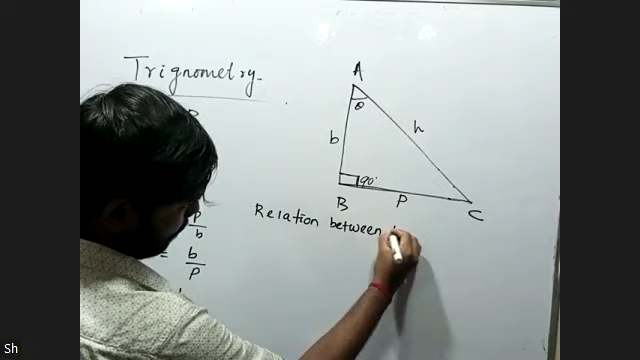 Trignometry.
A
θ
b
h
90°
B
P
C
P
b
= b
P
Relation between
Sh